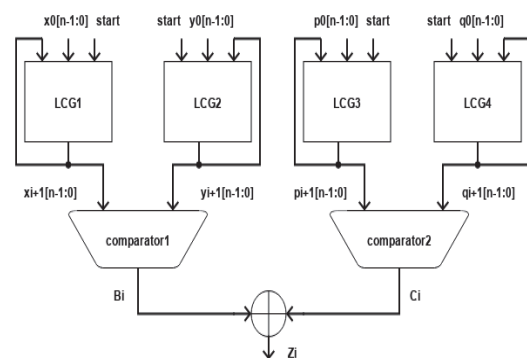 x0[n-1:0] start start y0[n-1:0] p0[n-1:0] start start q0[n-1:0]
LCG1 LCG2 LCG3 LCG4
xi+1[n-1:0] yi+1[n-1:0] pi+1[n-1:0] qi+1[n-1:0]
comparator1 comparator2
Bi Ci
Zi